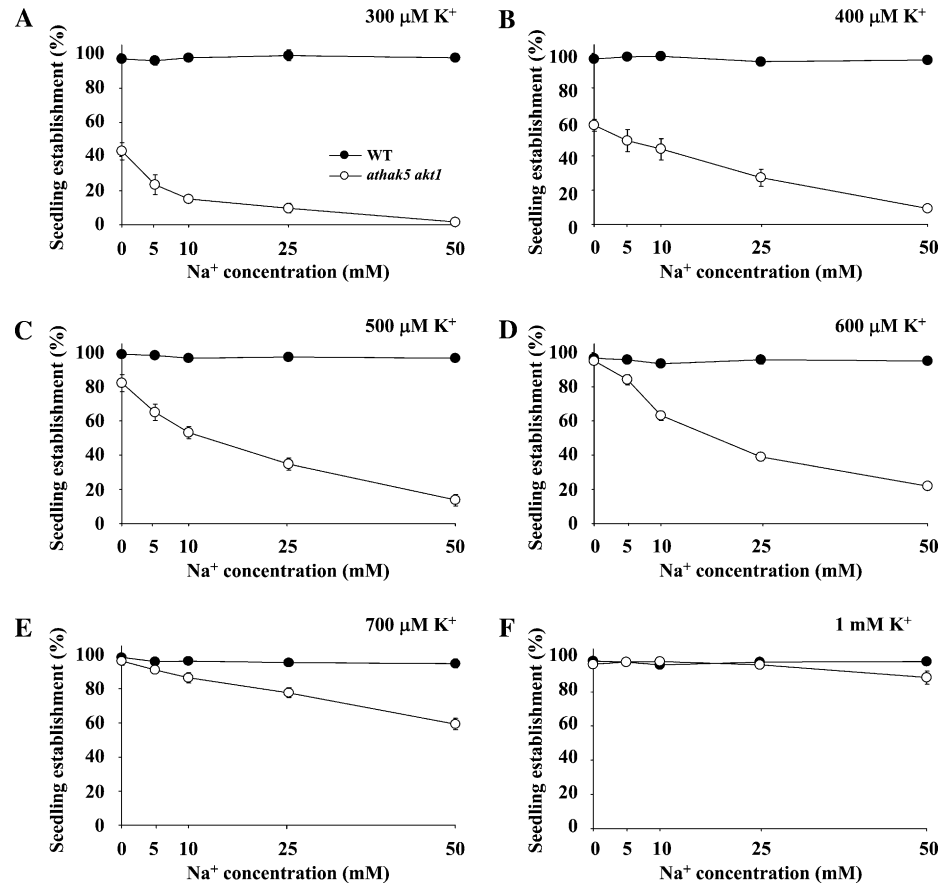 A
300 μM K⁺
Seedling establishment (%)
100
80
60
40
20
0
WT
athak5 akt1
0 5 10 25 50
Na⁺ concentration (mM)
B
400 μM K⁺
Seedling establishment (%)
100
80
60
40
20
0
0 5 10 25 50
Na⁺ concentration (mM)
C
500 μM K⁺
Seedling establishment (%)
100
80
60
40
20
0
0 5 10 25 50
Na⁺ concentration (mM)
D
600 μM K⁺
Seedling establishment (%)
100
80
60
40
20
0
0 5 10 25 50
Na⁺ concentration (mM)
E
700 μM K⁺
Seedling establishment (%)
100
80
60
40
20
0
0 5 10 25 50
Na⁺ concentration (mM)
F
1 mM K⁺
Seedling establishment (%)
100
80
60
40
20
0
0 5 10 25 50
Na⁺ concentration (mM)